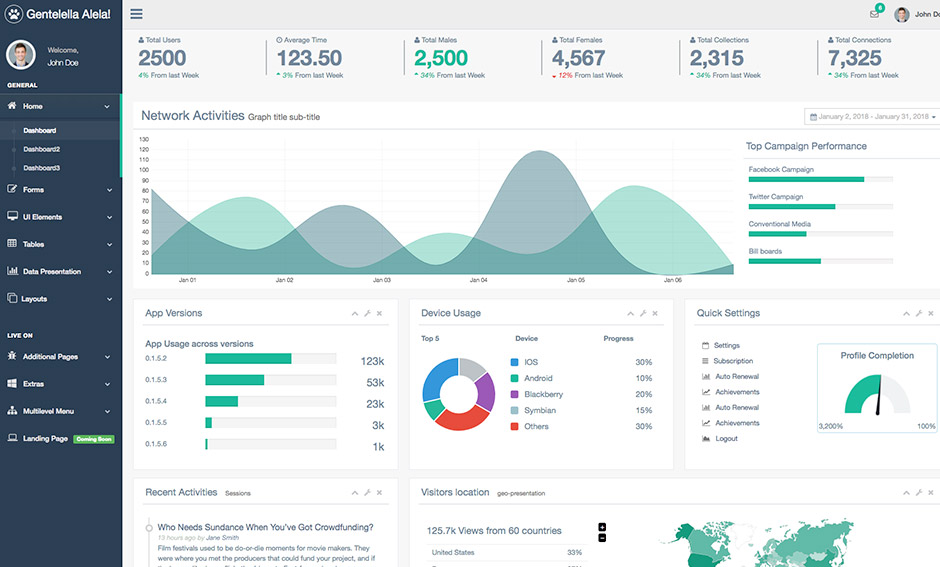 Gentelella Alela!
Welcome,
John Doe
GENERAL
Home
Dashboard
Dashboard2
Dashboard3
Forms
UI Elements
Tables
Data Presentation
Layouts
LIVE ON
Additional Pages
Extras
Multilevel Menu
Landing Page Coming Soon
6
John Do
Total Users
2500
4% From last Week
Average Time
123.50
3% From last Week
Total Males
2,500
34% From last Week
Total Females
4,567
12% From last Week
Total Collections
2,315
34% From last Week
Total Connections
7,325
34% From last Week
Network Activities Graph title sub-title
January 2, 2018 - January 31, 2018
130
120
110
100
90
80
70
60
50
40
30
20
10
0
Jan 01 Jan 02 Jan 03 Jan 04 Jan 05 Jan 06
Top Campaign Performance
Facebook Campaign
Twitter Campaign
Conventional Media
Bill boards
App Versions
App Usage across versions
0.1.5.2 123k
0.1.5.3 53k
0.1.5.4 23k
0.1.5.5 3k
0.1.5.6 1k
Device Usage
Top 5 Device Progress
IOS 30%
Android 10%
Blackberry 20%
Symbian 15%
Others 30%
Quick Settings
Settings
Subscription
Auto Renewal
Achievements
Auto Renewal
Achievements
Logout
Profile Completion
3,200% 100%
Recent Activities Sessions
Who Needs Sundance When You've Got Crowdfunding?
13 hours ago by Jane Smith
Film festivals used to be do-or-die moments for movie makers. They
were where you met the producers that could fund your project, and if
Visitors location geo-presentation
125.7k Views from 60 countries
+
−
United States 33%